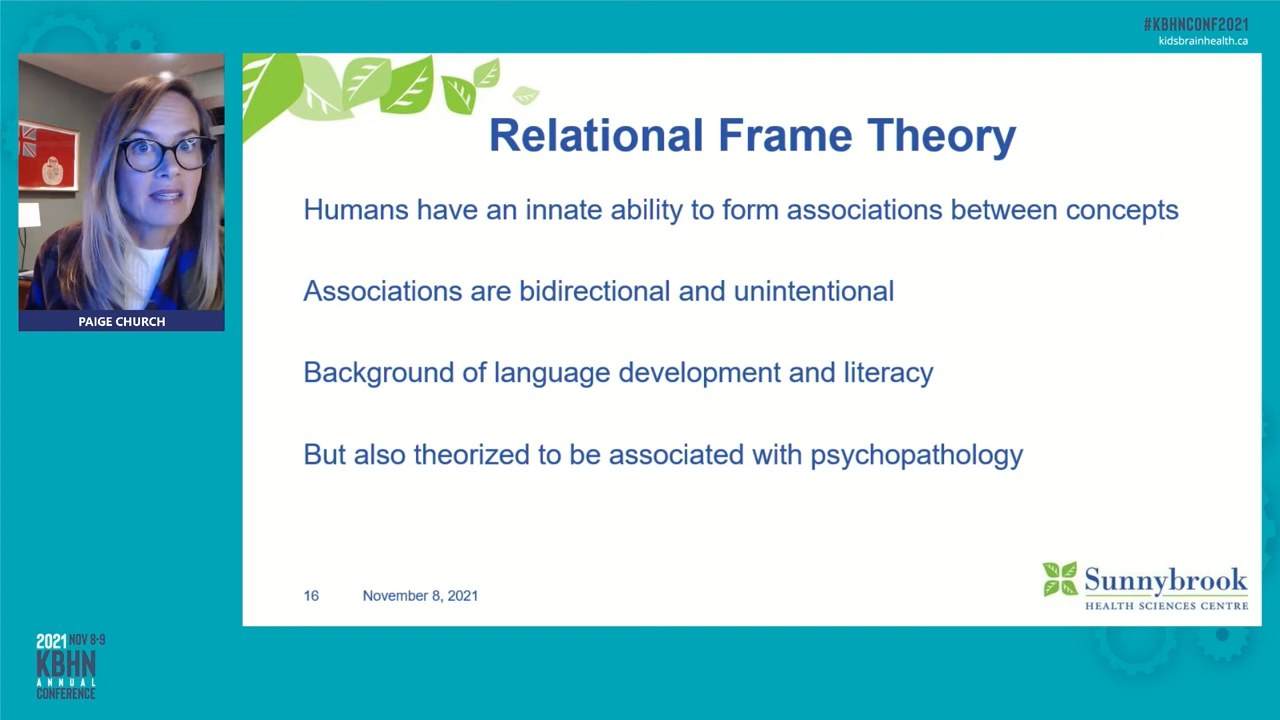 #KBHNCONF2021
kidsbrainhealth.ca
PAIGE CHURCH
Relational Frame Theory
Humans have an innate ability to form associations between concepts
Associations are bidirectional and unintentional
Background of language development and literacy
But also theorized to be associated with psychopathology
16 November 8, 2021
Sunnybrook
HEALTH SCIENCES CENTRE
2021 NOV 8-9
KBHN
ANNUAL
CONFERENCE